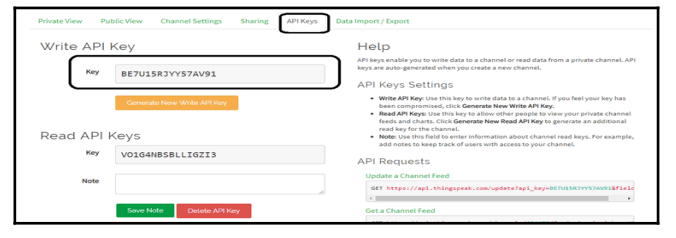 Private View Public View Channel Settings Sharing API Keys Data Import / Export
Write API Key
Key BE7U15RJYY57AV91
Generate New Write API Key
Read API Keys
Key VO1G4NBSBLLIGZI3
Note
Save Note Delete API Key
Help
API keys enable you to write data to a channel or read data from a private channel. API
keys are auto-generated when you create a new channel.
API Keys Settings
• Write API Key: Use this key to write data to a channel. If you feel your key has
been compromised, click Generate New Write API Key.
• Read API Keys: Use this key to allow other people to view your private channel
feeds and charts. Click Generate New Read API Key to generate an additional
read key for the channel.
• Note: Use this field to enter information about channel read keys. For example,
add notes to keep track of users with access to your channel.
API Requests
Update a Channel Feed
GET https://api.thingspeak.com/update?api_key=BE7U15RJYY57AV91&field
Get a Channel Feed